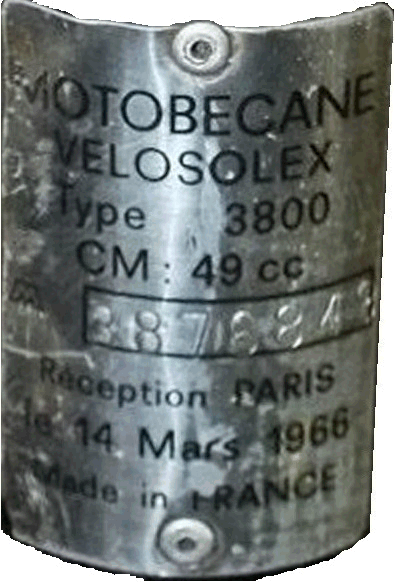 MOTOBECANE
VELOSOLEX
Type 3800
CM: 49 cc
Réception PARIS
le 14 Mars 1966
Made in FRANCE